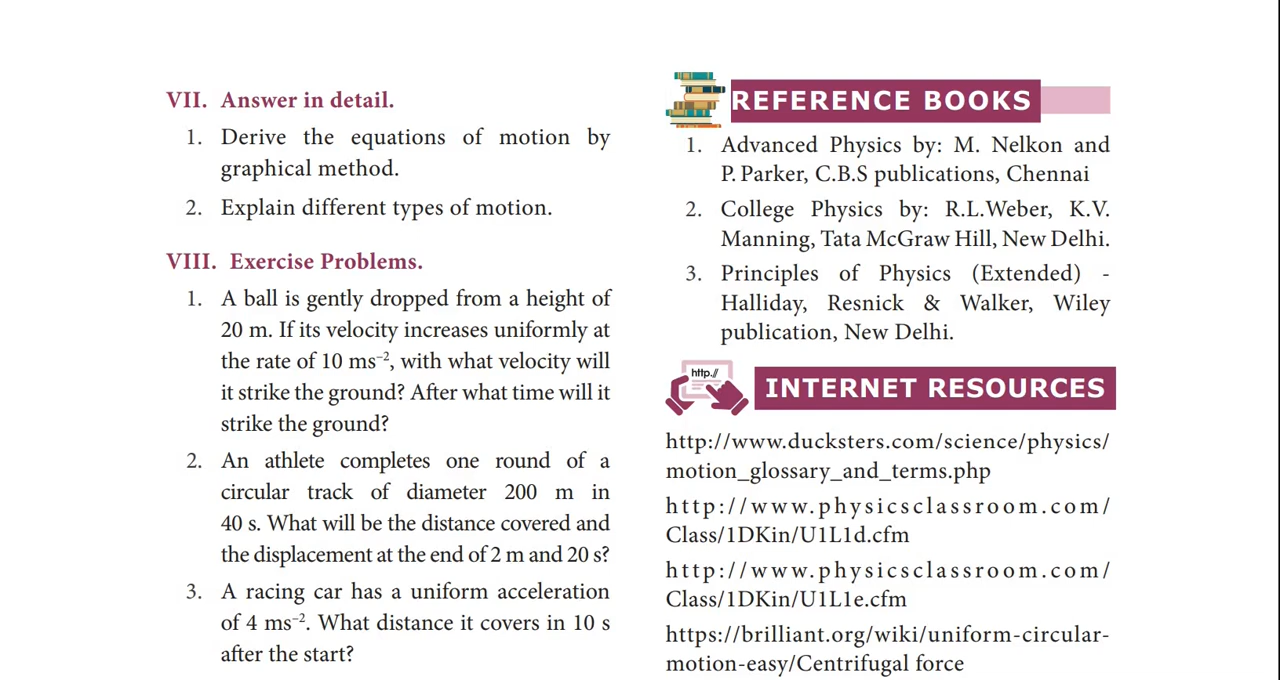 VII. Answer in detail.
1. Derive the equations of motion by
graphical method.
2. Explain different types of motion.
VIII. Exercise Problems.
1. A ball is gently dropped from a height of
20 m. If its velocity increases uniformly at
the rate of 10 ms⁻², with what velocity will
it strike the ground? After what time will it
strike the ground?
2. An athlete completes one round of a
circular track of diameter 200 m in
40 s. What will be the distance covered and
the displacement at the end of 2 m and 20 s?
3. A racing car has a uniform acceleration
of 4 ms⁻². What distance it covers in 10 s
after the start?
REFERENCE BOOKS
1. Advanced Physics by: M. Nelkon and
P. Parker, C.B.S publications, Chennai
2. College Physics by: R.L.Weber, K.V.
Manning, Tata McGraw Hill, New Delhi.
3. Principles of Physics (Extended) -
Halliday, Resnick & Walker, Wiley
publication, New Delhi.
http://
INTERNET RESOURCES
http://www.ducksters.com/science/physics/
motion_glossary_and_terms.php
http://www.physicsclassroom.com/
Class/1DKin/U1L1d.cfm
http://www.physicsclassroom.com/
Class/1DKin/U1L1e.cfm
https://brilliant.org/wiki/uniform-circular-
motion-easy/Centrifugal force